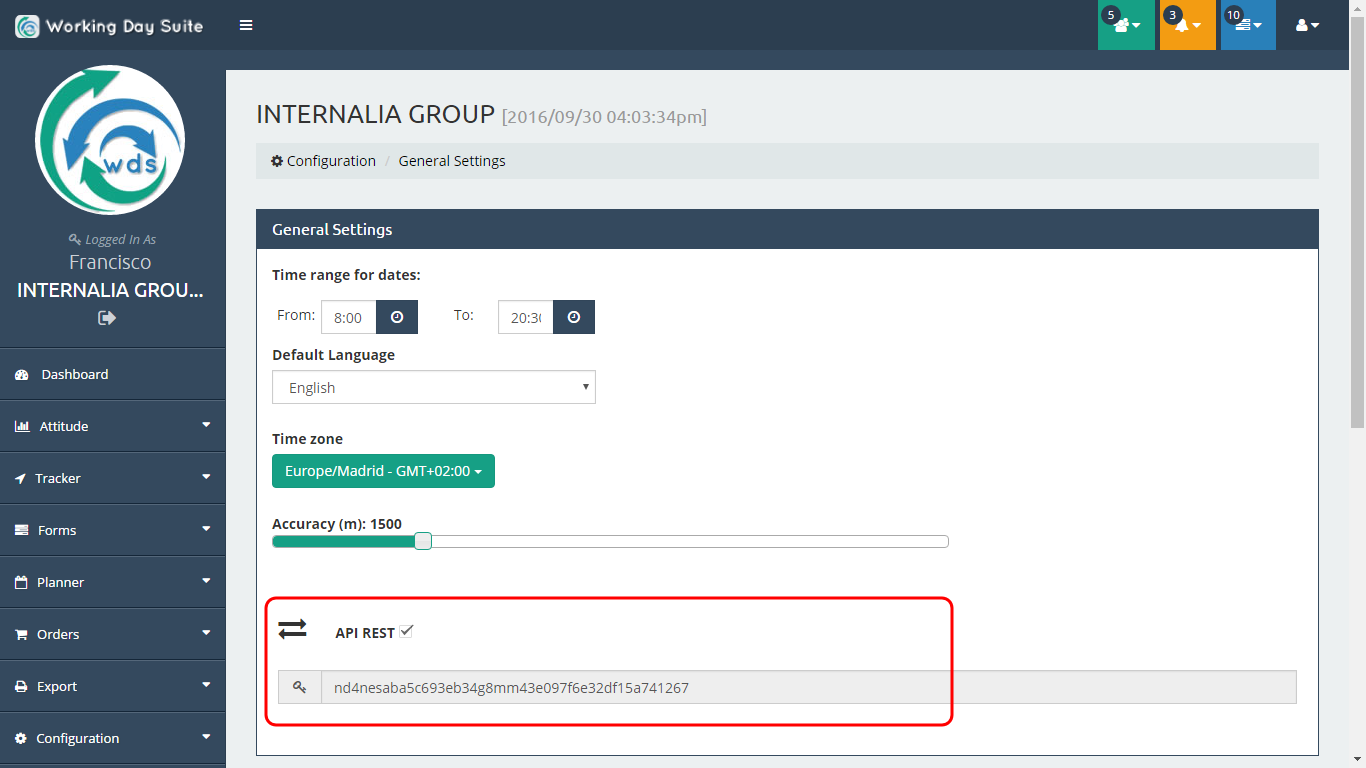 Working Day Suite
5
3
10
wds
Logged In As
Francisco
INTERNALIA GROU...
Dashboard
Attitude
Tracker
Forms
Planner
Orders
Export
Configuration
INTERNALIA GROUP [2016/09/30 04:03:34pm]
Configuration / General Settings
General Settings
Time range for dates:
From: 8:00 To: 20:30
Default Language
English
Time zone
Europe/Madrid - GMT+02:00
Accuracy (m): 1500
API REST
nd4nesaba5c693eb34g8mm43e097f6e32df15a741267